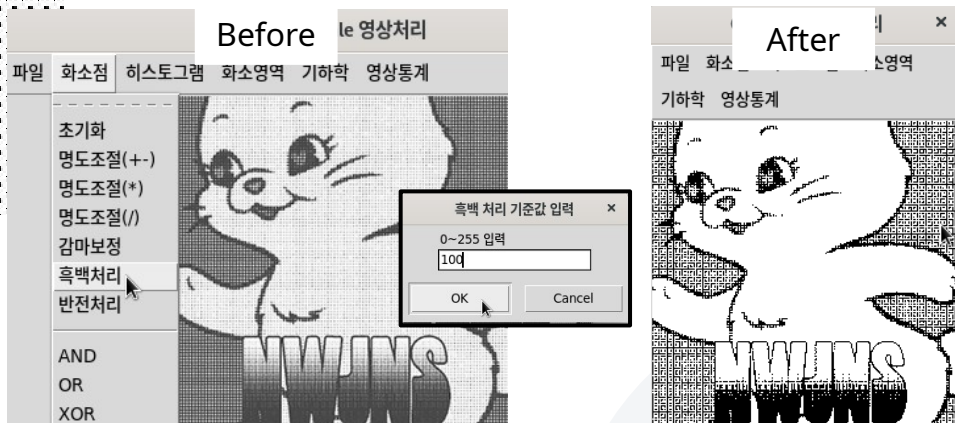 Before
le 영상처리
파일 화소점 히스토그램 화소영역 기하학 영상통계
초기화
명도조절(+-)
명도조절(*)
명도조절(/)
감마보정
흑백처리
반전처리
AND
OR
XOR
NWJNS
흑백 처리 기준값 입력 ×
0~255 입력
100
OK Cancel
After
×
파일 소영역
기하학 영상통계
NWJNS